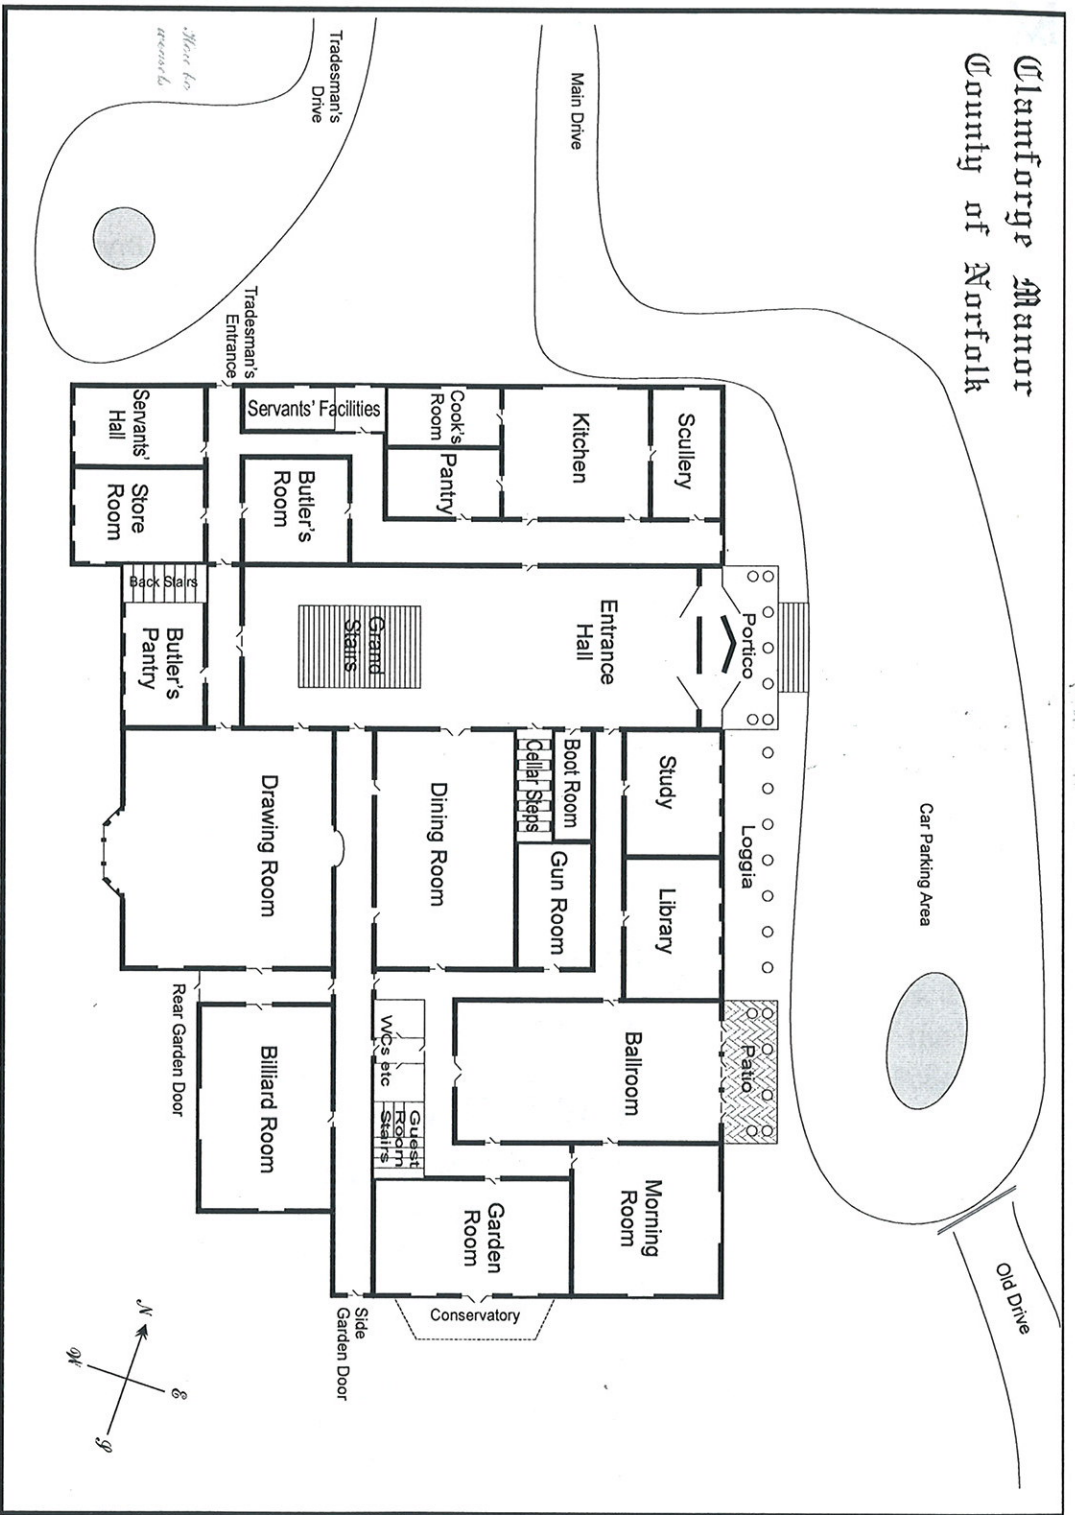 Clamforge Manor
County of Norfolk
Tradesman's
Drive
Main Drive
Tradesman's
Entrance
Car Parking Area
Old Drive
Servants'
Hall
Servants' Facilities
Cook's
Room
Kitchen
Scullery
Pantry
Butler's
Room
Store
Room
Back Stairs
Butler's
Pantry
Grand
Stairs
Entrance
Hall
Portico
Loggia
Patio
Drawing Room
Dining Room
Cellar Steps
Boot Room
Gun Room
Study
Library
Ballroom
Morning
Room
WCs etc
Guest
Room
Stairs
Garden
Room
Conservatory
Billiard Room
Rear Garden Door
Side
Garden Door
N
W
E
S
Here be